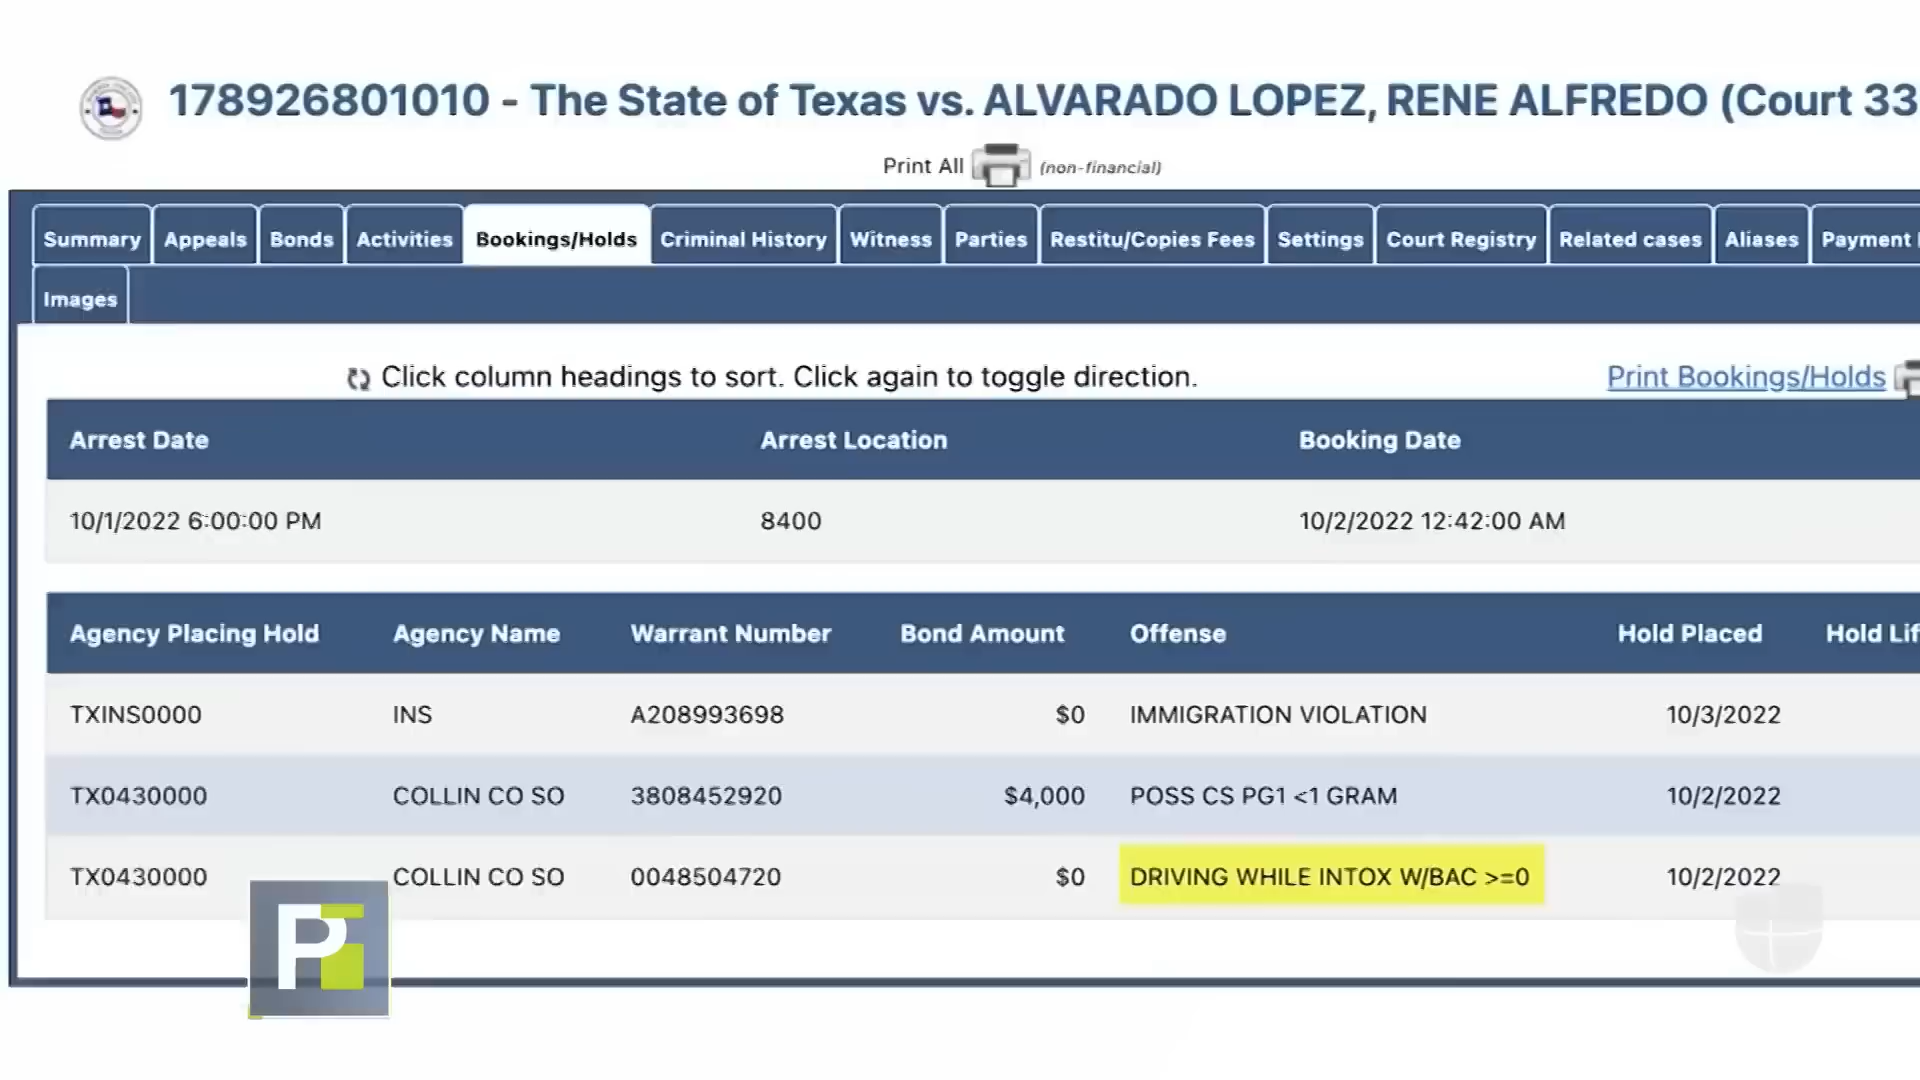 178926801010 - The State of Texas vs. ALVARADO LOPEZ, RENE ALFREDO (Court 33
Print All (non-financial)
Summary Appeals Bonds Activities Bookings/Holds Criminal History Witness Parties Restitu/Copies Fees Settings Court Registry Related cases Aliases Payment
Images
Click column headings to sort. Click again to toggle direction. Print Bookings/Holds
Arrest Date Arrest Location Booking Date
10/1/2022 6:00:00 PM 8400 10/2/2022 12:42:00 AM
Agency Placing Hold Agency Name Warrant Number Bond Amount Offense Hold Placed Hold Lif
TXINS0000 INS A208993698 $0 IMMIGRATION VIOLATION 10/3/2022
TX0430000 COLLIN CO SO 3808452920 $4,000 POSS CS PG1 <1 GRAM 10/2/2022
TX0430000 COLLIN CO SO 0048504720 $0 DRIVING WHILE INTOX W/BAC >=0 10/2/2022
P